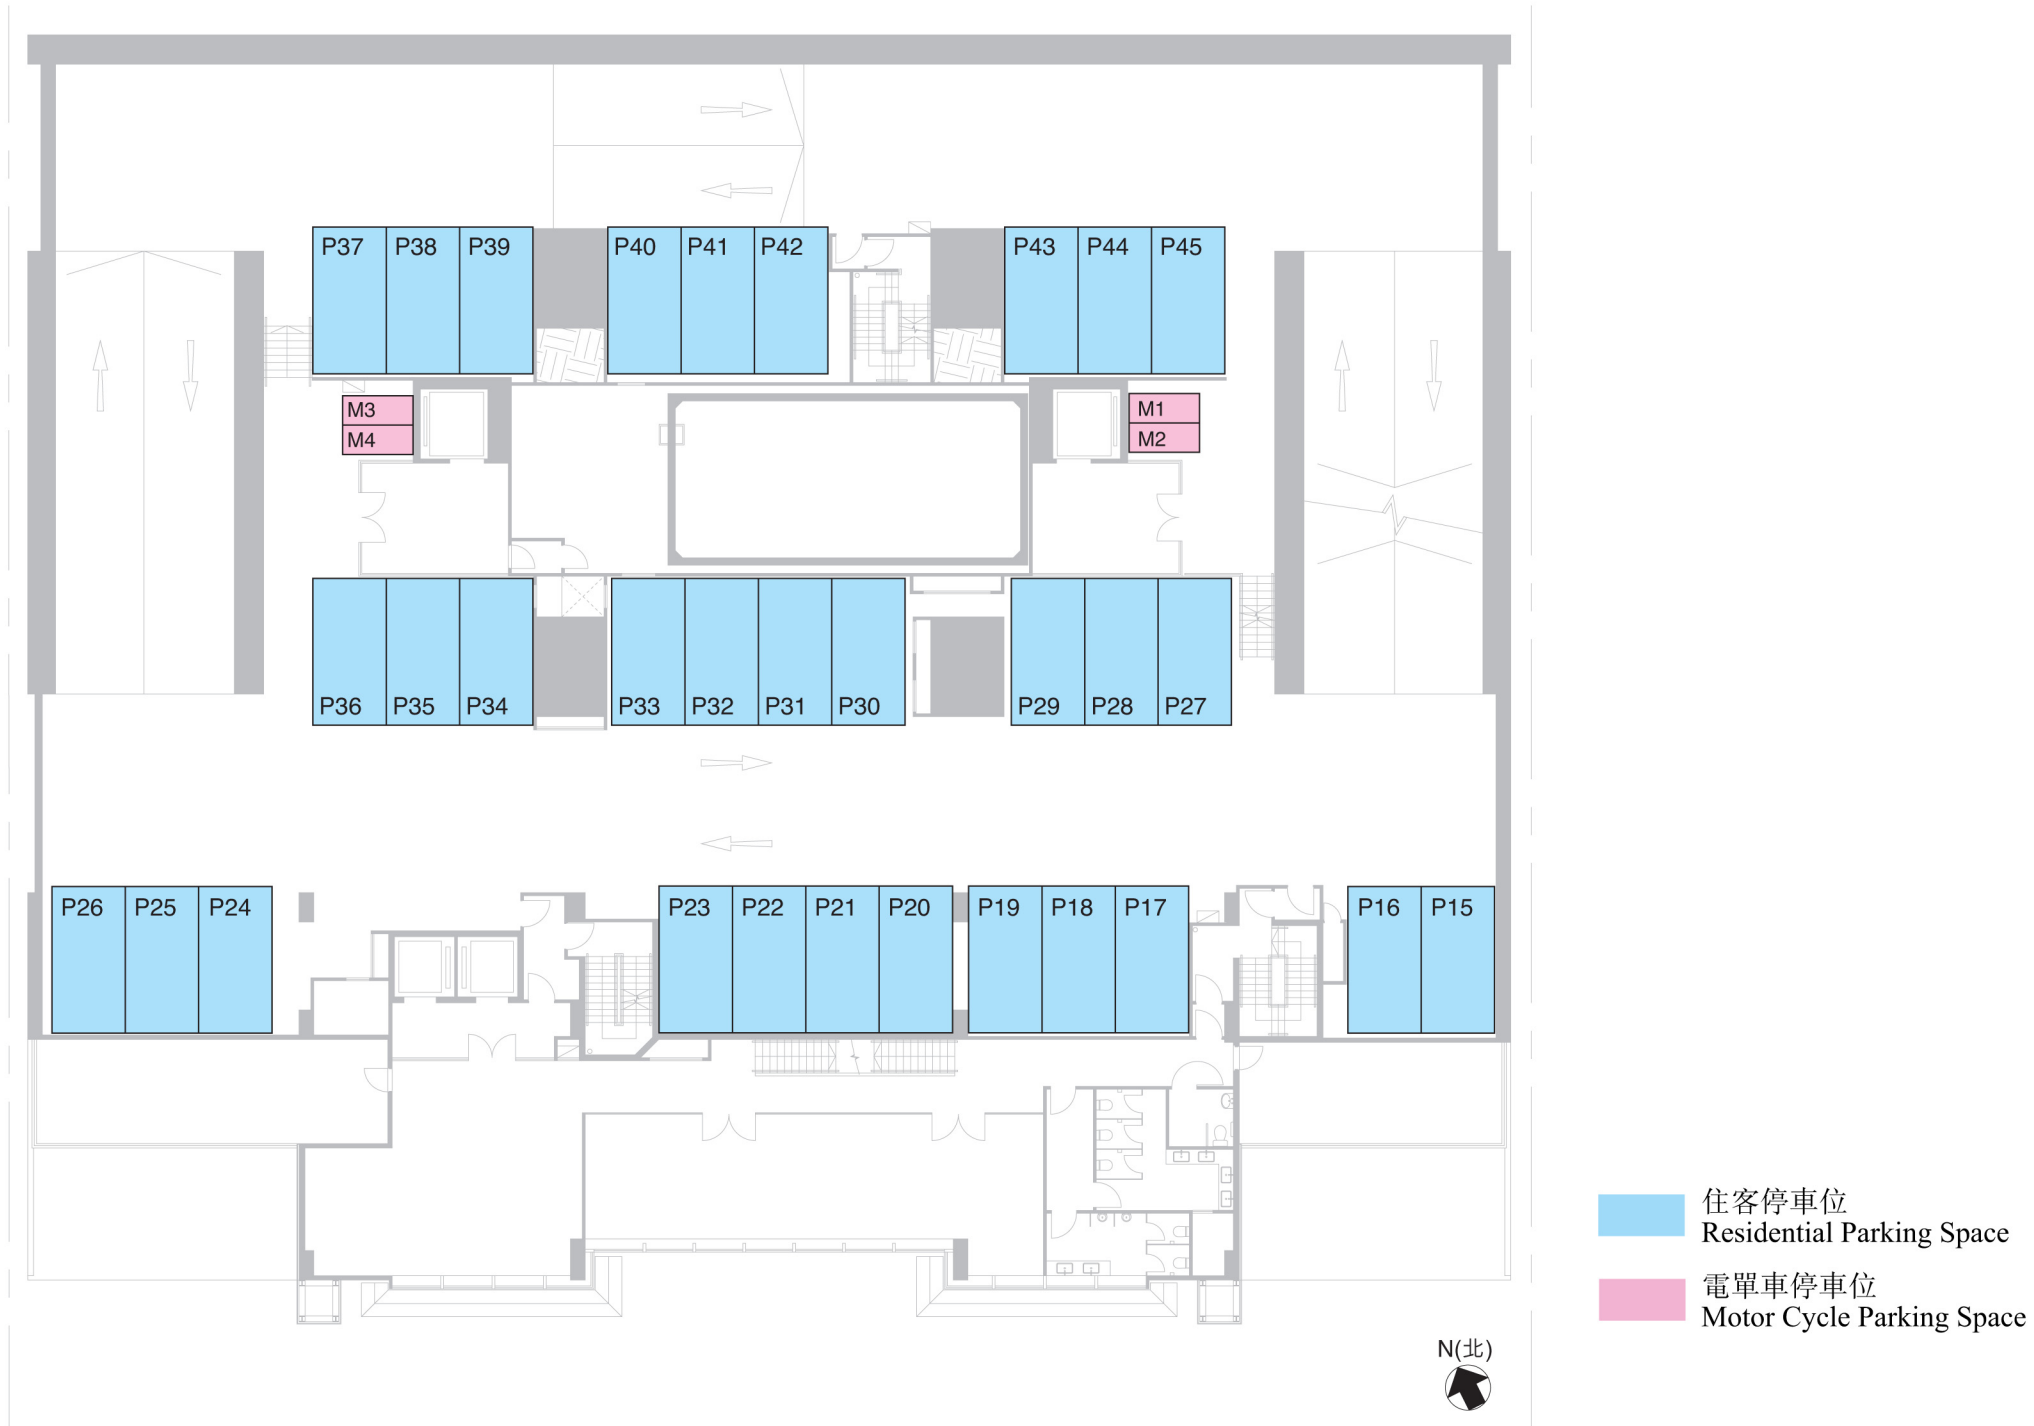 P37 P38 P39 P40 P41 P42 P43 P44 P45
M3 M1
M4 M2
P36 P35 P34 P33 P32 P31 P30 P29 P28 P27
P26 P25 P24 P23 P22 P21 P20 P19 P18 P17 P16 P15
住客停車位
Residential Parking Space
電單車停車位
Motor Cycle Parking Space
N(北)